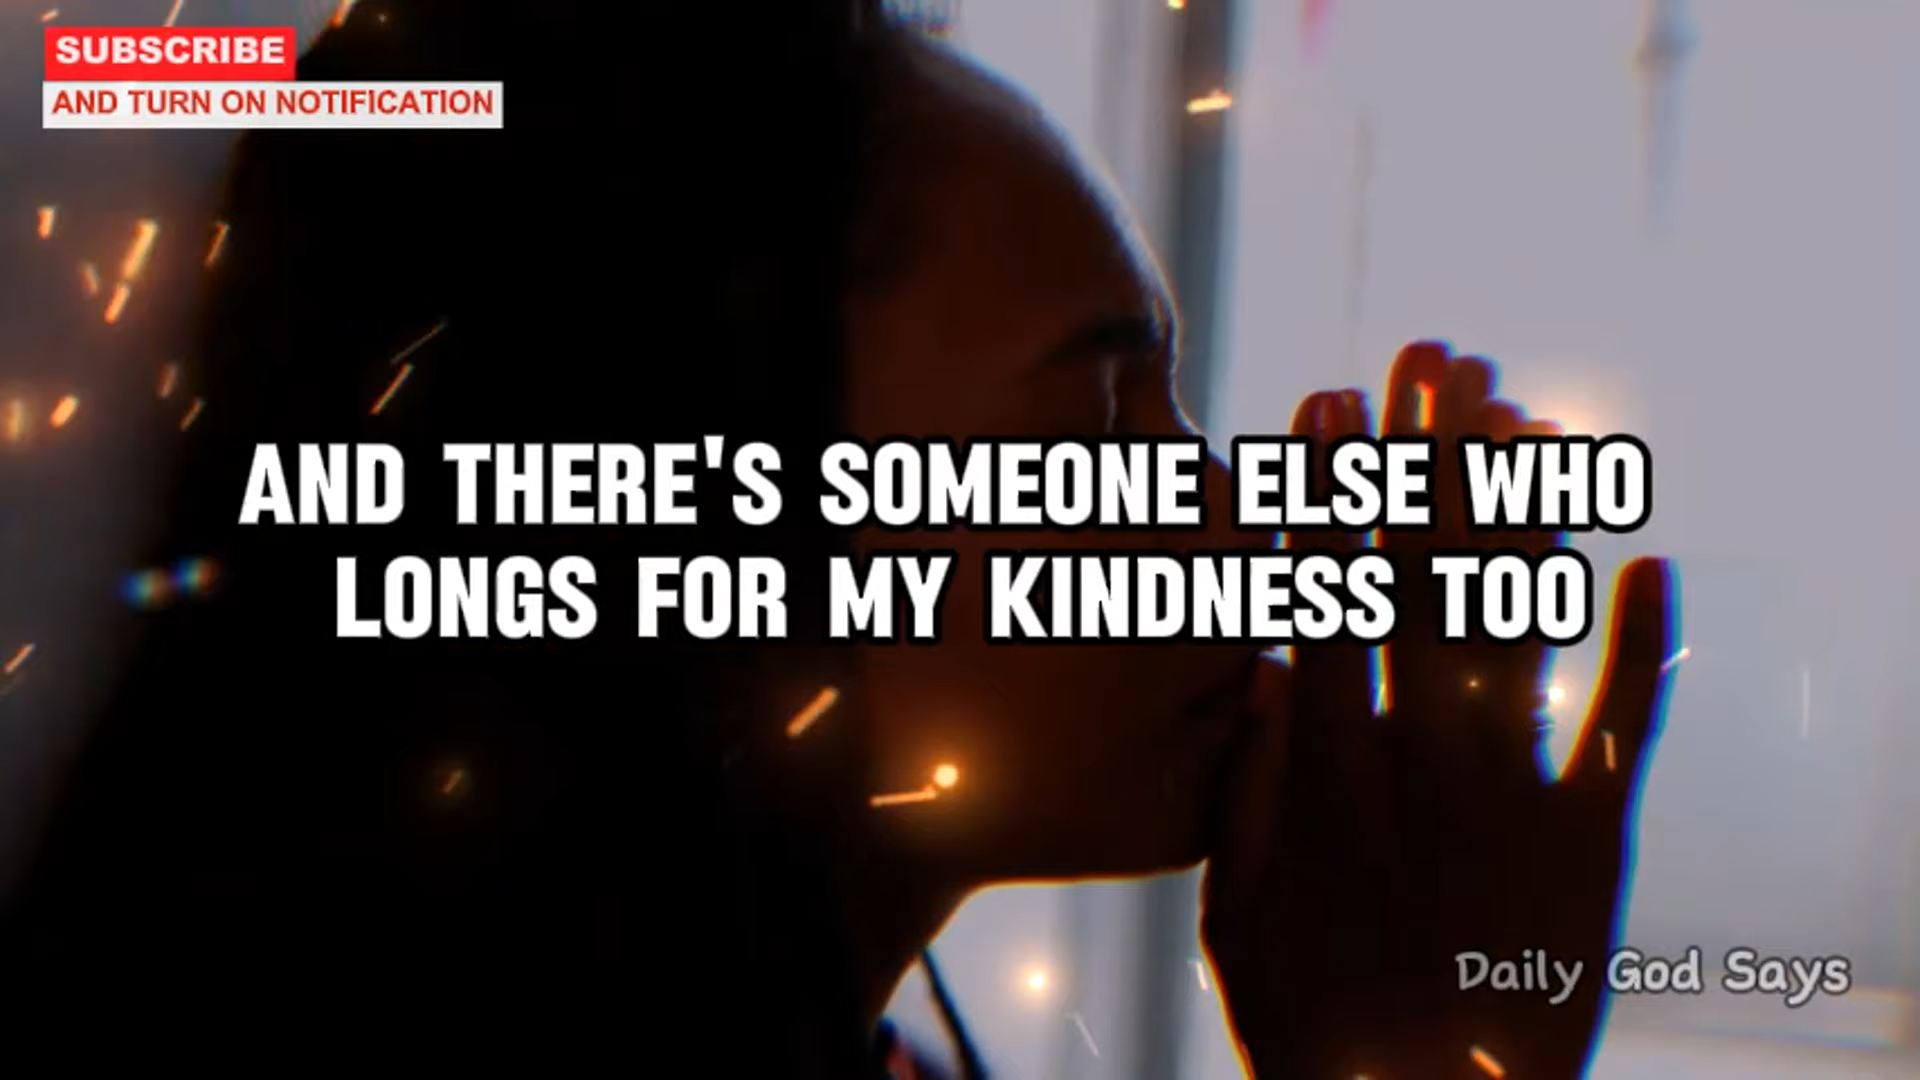 SUBSCRIBE
AND TURN ON NOTIFICATION
AND THERE'S SOMEONE ELSE WHO
LONGS FOR MY KINDNESS TOO
Daily God Says